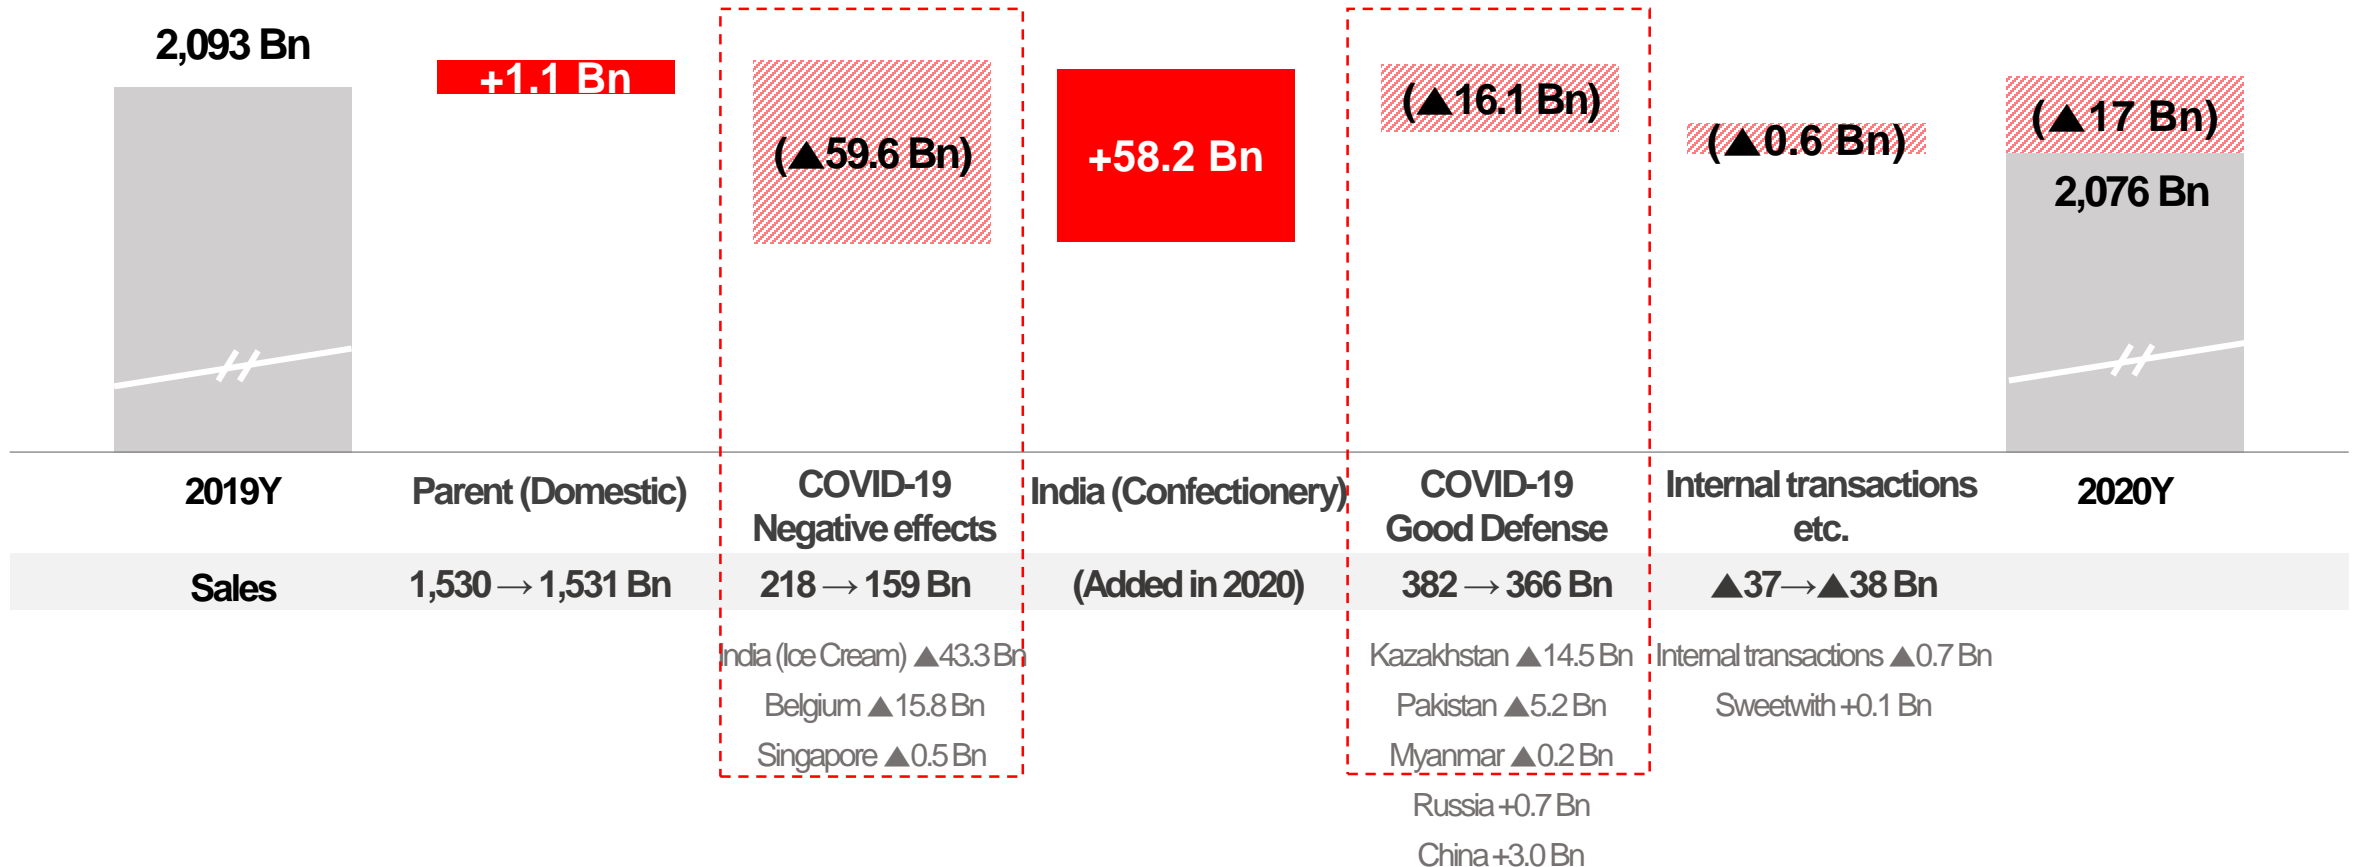 2,093 Bn
+1.1 Bn
(▲59.6 Bn)
+58.2 Bn
(▲16.1 Bn)
(▲0.6 Bn)
(▲17 Bn)
2,076 Bn
2019Y
Parent (Domestic)
COVID-19
Negative effects
India (Confectionery)
COVID-19
Good Defense
Internal transactions
etc.
2020Y
Sales
1,530 → 1,531 Bn
218 → 159 Bn
(Added in 2020)
382 → 366 Bn
▲37→▲38 Bn
India (Ice Cream) ▲43.3 Bn
Belgium ▲15.8 Bn
Singapore ▲0.5 Bn
Kazakhstan ▲14.5 Bn
Pakistan ▲5.2 Bn
Myanmar ▲0.2 Bn
Russia +0.7 Bn
China +3.0 Bn
Internal transactions ▲0.7 Bn
Sweetwith +0.1 Bn